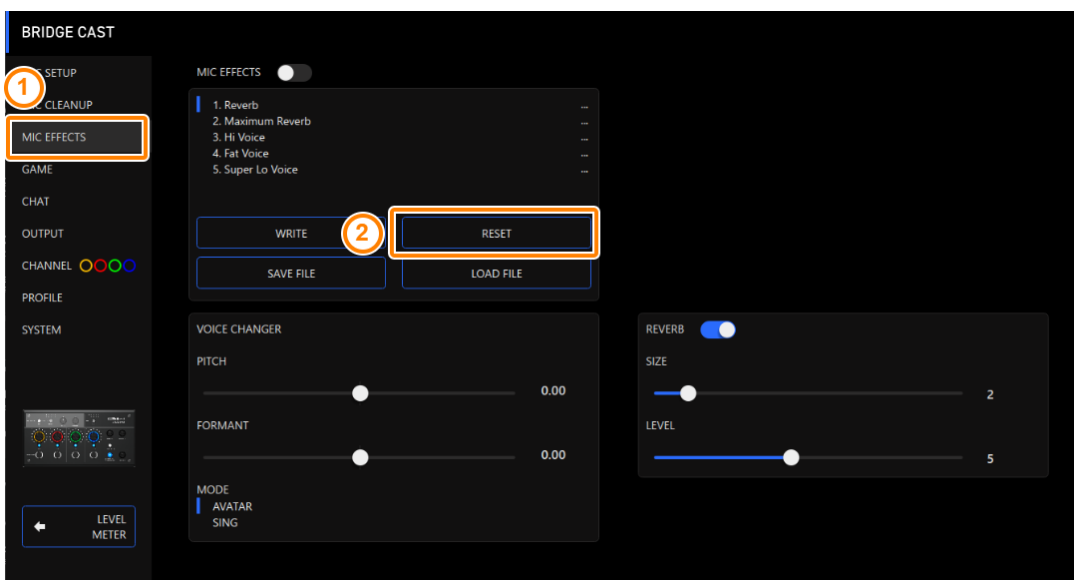 BRIDGE CAST
SETUP
CLEANUP
MIC EFFECTS
GAME
CHAT
OUTPUT
CHANNEL
PROFILE
SYSTEM
LEVEL
METER
1
MIC EFFECTS
1. Reverb ...
2. Maximum Reverb ...
3. Hi Voice ...
4. Fat Voice ...
5. Super Lo Voice ...
WRITE
2
RESET
SAVE FILE
LOAD FILE
VOICE CHANGER
PITCH
0.00
FORMANT
0.00
MODE
AVATAR
SING
REVERB
SIZE
2
LEVEL
5